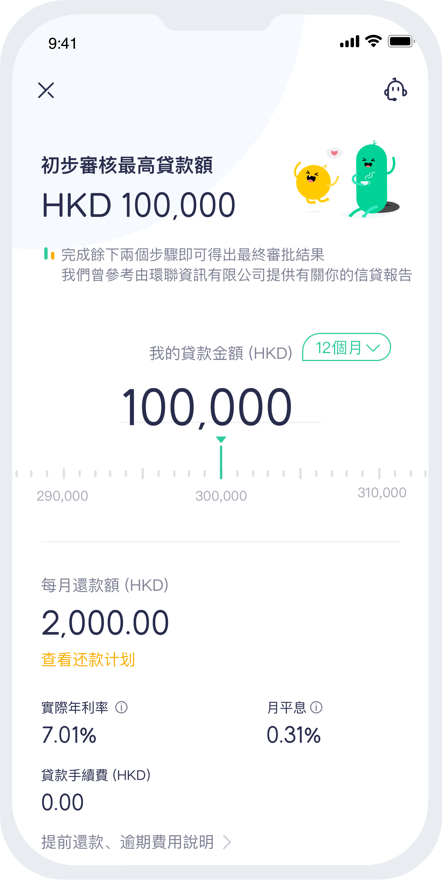 9:41
初步審核最高貸款額
HKD 100,000
完成餘下兩個步驟即可得出最終審批結果
我們曾參考由環聯資訊有限公司提供有關你的信貸報告
我的貸款金額 (HKD)
12個月
100,000
290,000
300,000
310,000
每月還款額 (HKD)
2,000.00
查看还款计划
實際年利率
月平息
7.01%
0.31%
貸款手續費 (HKD)
0.00
提前還款、逾期費用說明